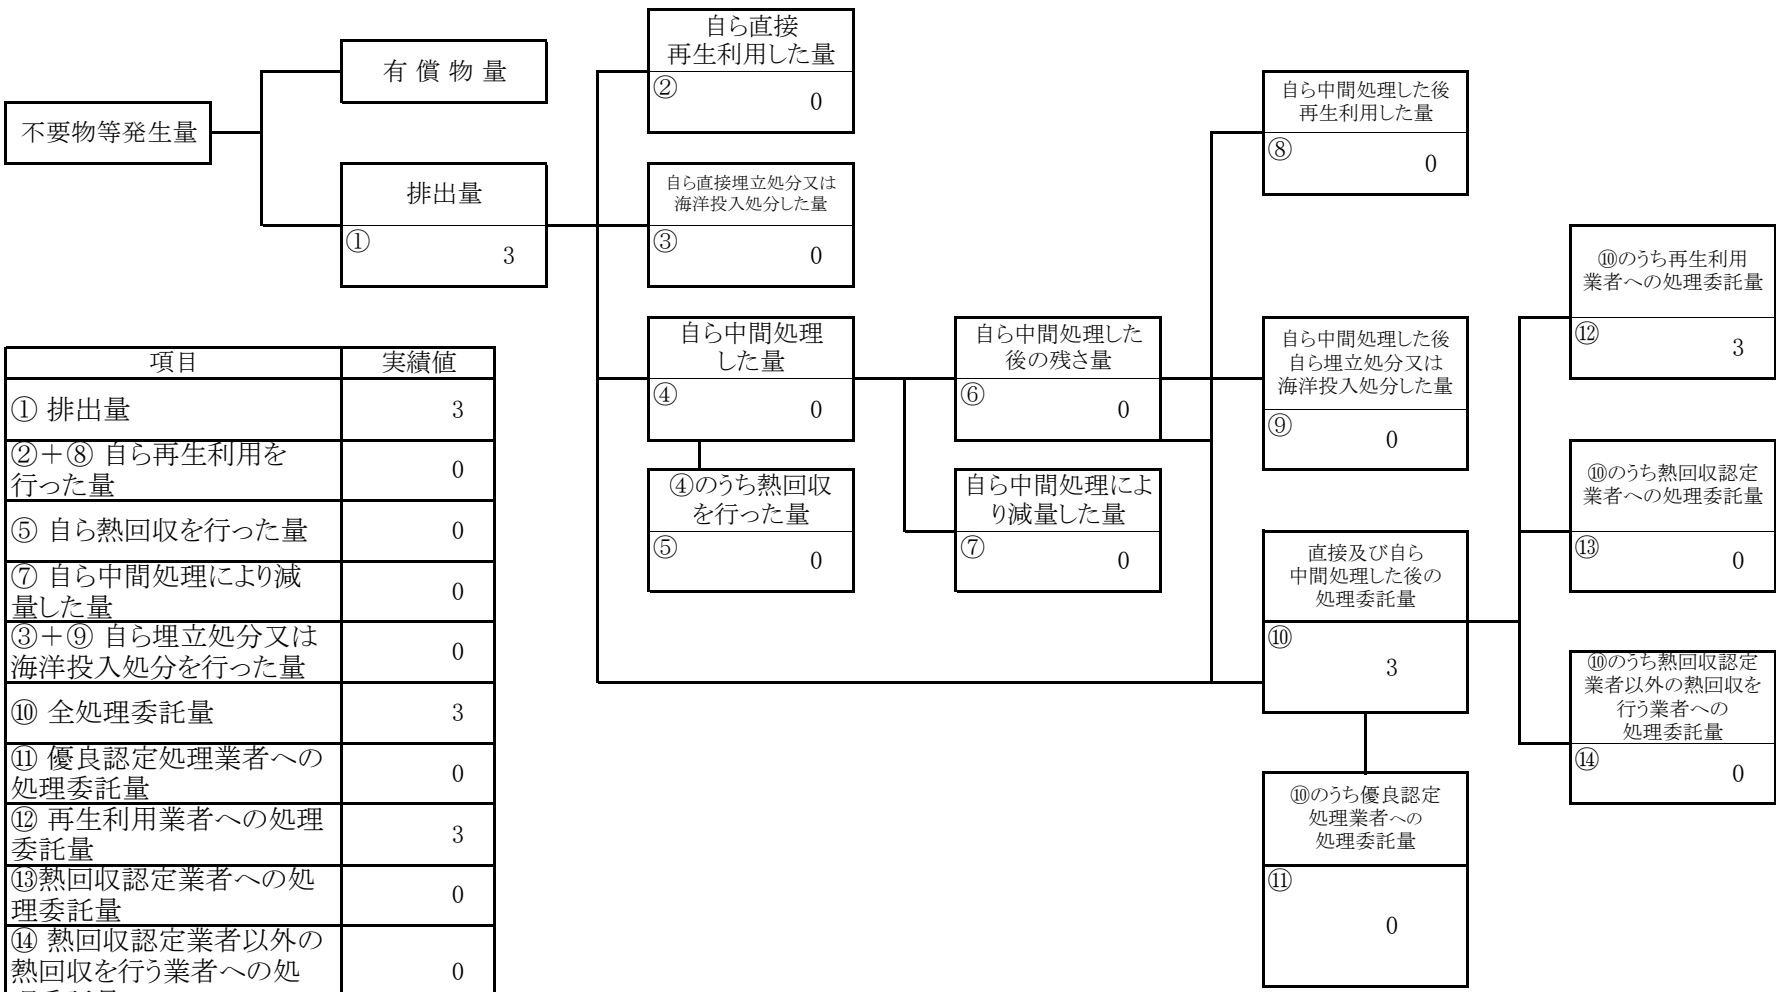 自ら直接
再生利用した量
②
0
有 償 物 量
不要物等発生量
排出量
①
3
自ら直接埋立処分又は
海洋投入処分した量
③
0
自ら中間処理した後
再生利用した量
⑧
0
自ら中間処理
した量
④
0
自ら中間処理した
後の残さ量
⑥
0
自ら中間処理した後
自ら埋立処分又は
海洋投入処分した量
⑨
0
⑩のうち再生利用
業者への処理委託量
⑫
3
④のうち熱回収
を行った量
⑤
0
自ら中間処理によ
り減量した量
⑦
0
直接及び自ら
中間処理した後の
処理委託量
⑩
3
⑩のうち熱回収認定
業者への処理委託量
⑬
0
⑩のうち熱回収認定
業者以外の熱回収を
行う業者への
処理委託量
⑭
0
⑩のうち優良認定
処理業者への
処理委託量
⑪
0
項目 実績値
① 排出量 3
②＋⑧ 自ら再生利用を
行った量 0
⑤ 自ら熱回収を行った量 0
⑦ 自ら中間処理により減
量した量 0
③＋⑨ 自ら埋立処分又は
海洋投入処分を行った量 0
⑩ 全処理委託量 3
⑪ 優良認定処理業者への
処理委託量 0
⑫ 再生利用業者への処理
委託量 3
⑬熱回収認定業者への処
理委託量 0
⑭ 熱回収認定業者以外の
熱回収を行う業者への処 0